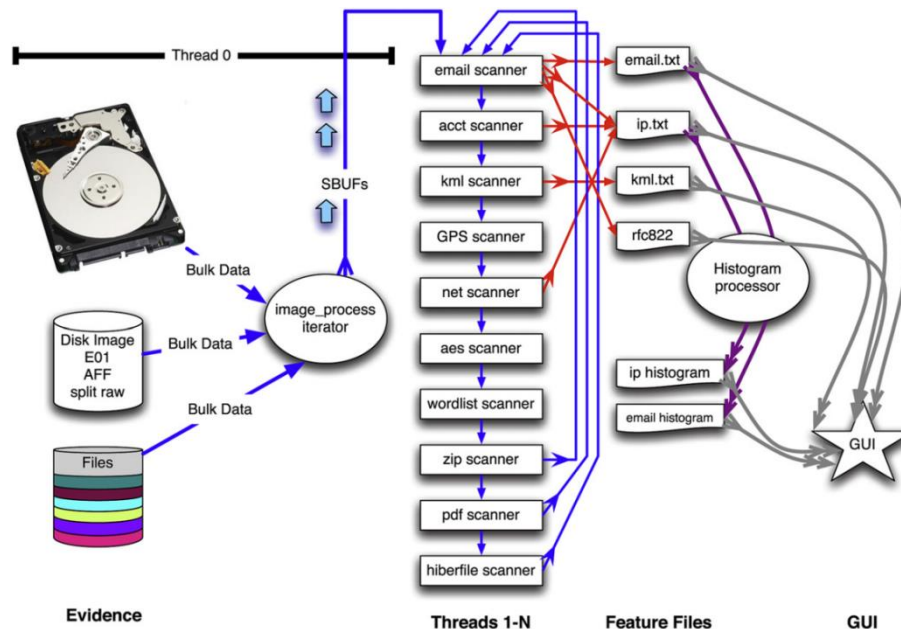 Thread 0
Bulk Data
Disk Image
E01
AFF
split raw
Bulk Data
Files
Bulk Data
image_process
iterator
SBUFs
email scanner
acct scanner
kml scanner
GPS scanner
net scanner
aes scanner
wordlist scanner
zip scanner
pdf scanner
hiberfile scanner
email.txt
ip.txt
kml.txt
rfc822
Histogram
processor
ip histogram
email histogram
GUI
Evidence
Threads 1-N
Feature Files
GUI